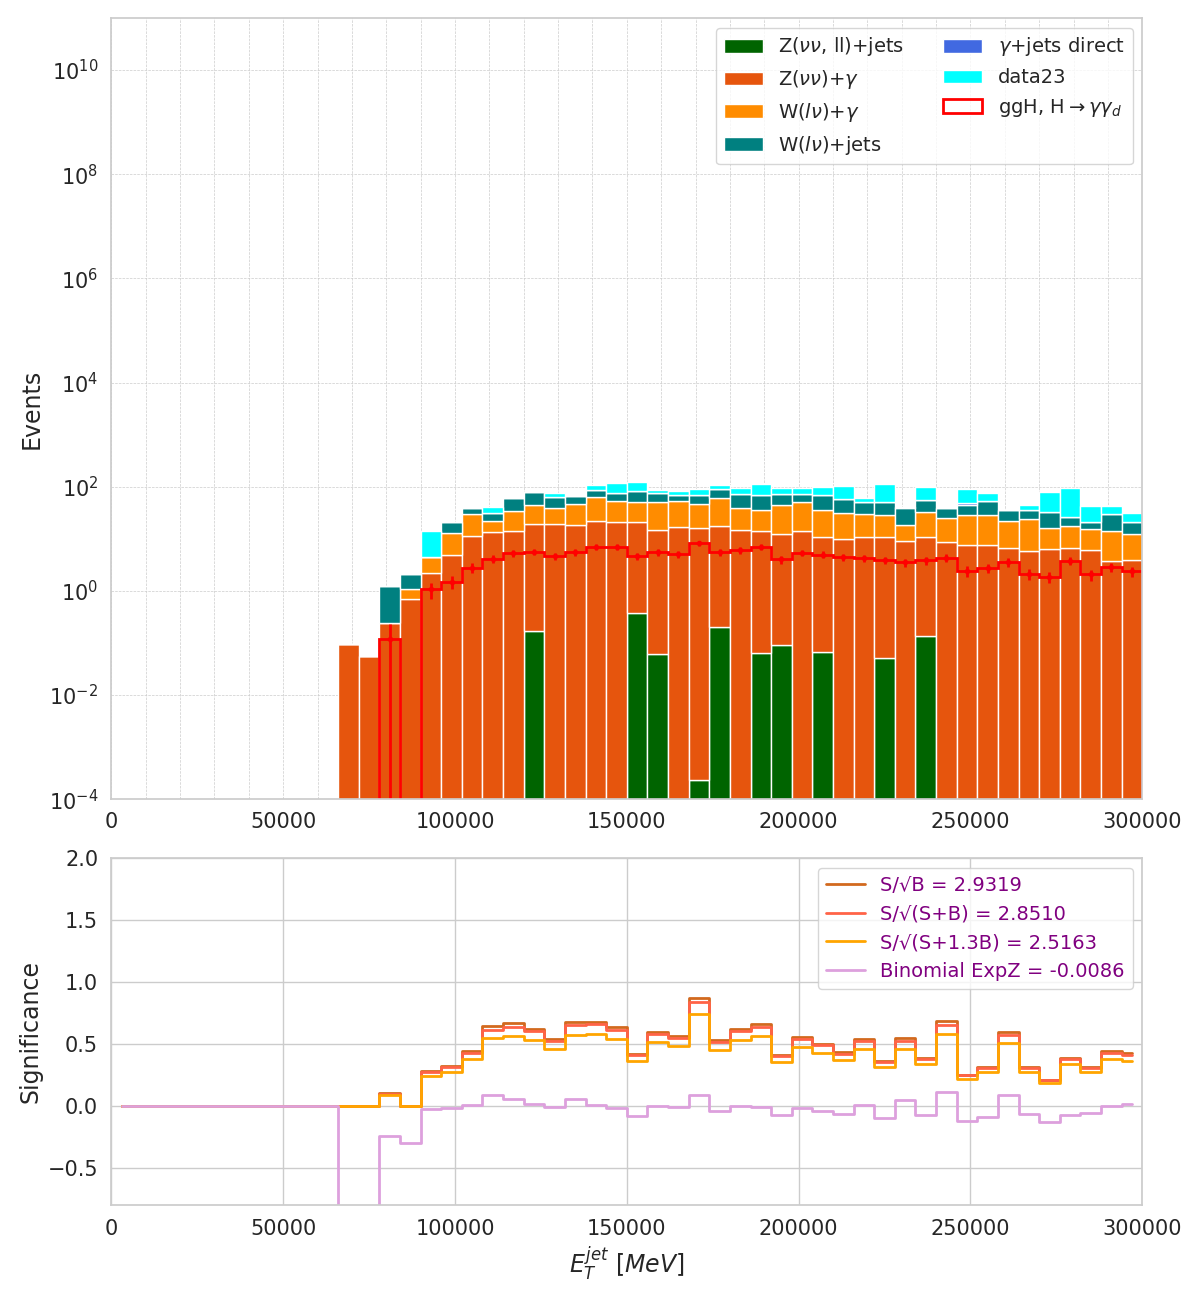 Events
10^10
10^8
10^6
10^4
10^2
10^0
10^−2
10^−4
Z(νν, ll)+jets
Z(νν)+γ
W(lν)+γ
W(lν)+jets
γ+jets direct
data23
ggH, H→γγ_d
0 50000 100000 150000 200000 250000 300000
Significance
2.0
1.5
1.0
0.5
0.0
−0.5
S/√B = 2.9319
S/√(S+B) = 2.8510
S/√(S+1.3B) = 2.5163
Binomial ExpZ = -0.0086
0 50000 100000 150000 200000 250000 300000
E_T^jet [MeV]